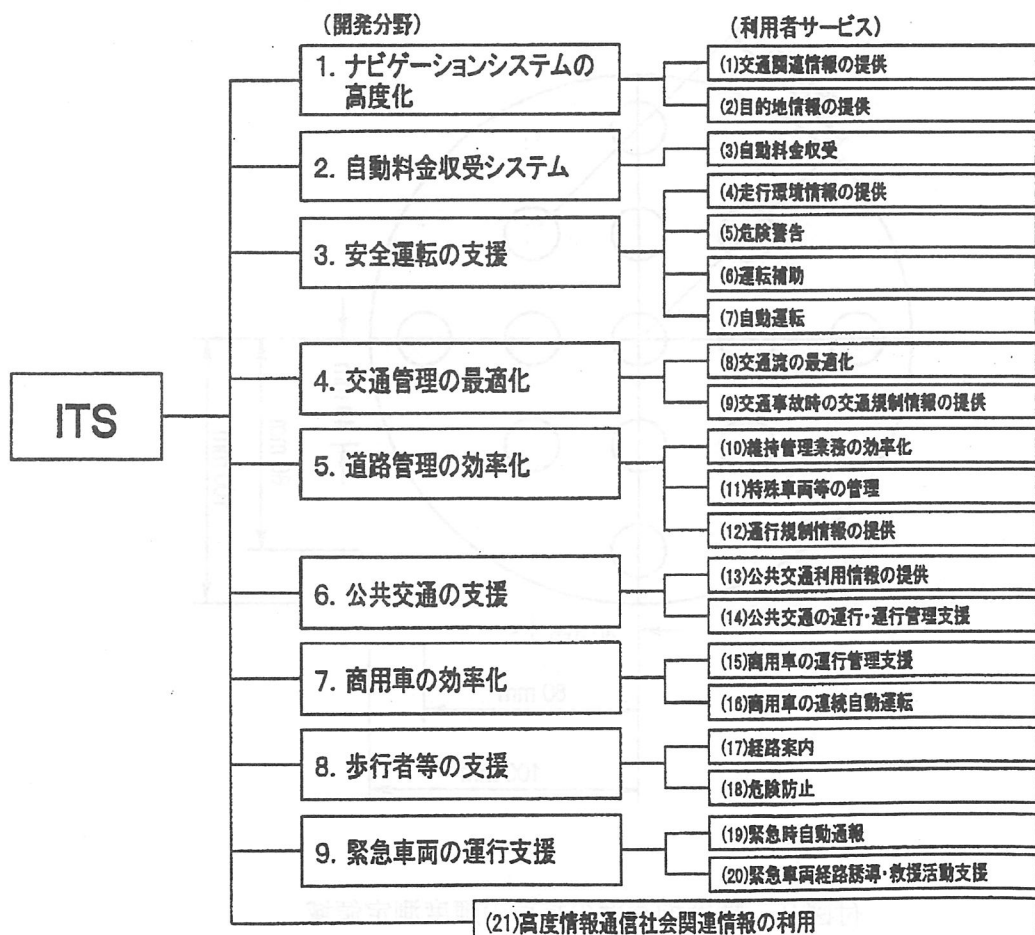 (開発分野)
(利用者サービス)
ITS
1. ナビゲーションシステムの
高度化
(1)交通関連情報の提供
(2)目的地情報の提供
2. 自動料金収受システム
(3)自動料金収受
3. 安全運転の支援
(4)走行環境情報の提供
(5)危険警告
(6)運転補助
(7)自動運転
4. 交通管理の最適化
(8)交通流の最適化
(9)交通事故時の交通規制情報の提供
5. 道路管理の効率化
(10)維持管理業務の効率化
(11)特殊車両等の管理
(12)通行規制情報の提供
6. 公共交通の支援
(13)公共交通利用情報の提供
(14)公共交通の運行・運行管理支援
7. 商用車の効率化
(15)商用車の運行管理支援
(16)商用車の連続自動運転
80 mm
8. 歩行者等の支援
(17)経路案内
(18)危険防止
9. 緊急車両の運行支援
(19)緊急時自動通報
(20)緊急車両経路誘導・救援活動支援
(21)高度情報通信社会関連情報の利用